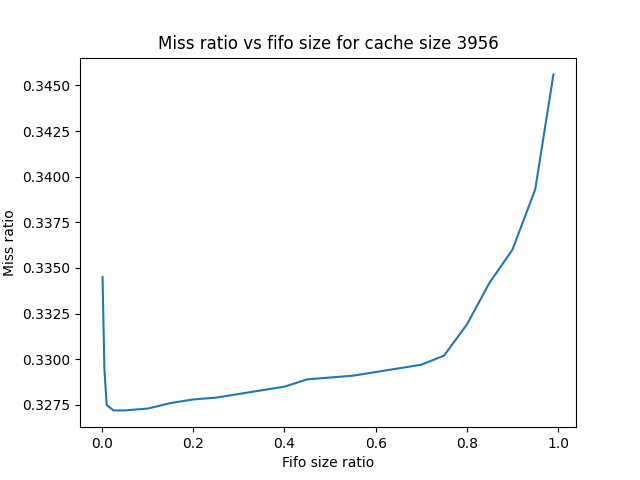 Miss ratio vs fifo size for cache size 3956
0.3450
0.3425
0.3400
0.3375
0.3350
0.3325
0.3300
0.3275
Miss ratio
0.0 0.2 0.4 0.6 0.8 1.0
Fifo size ratio